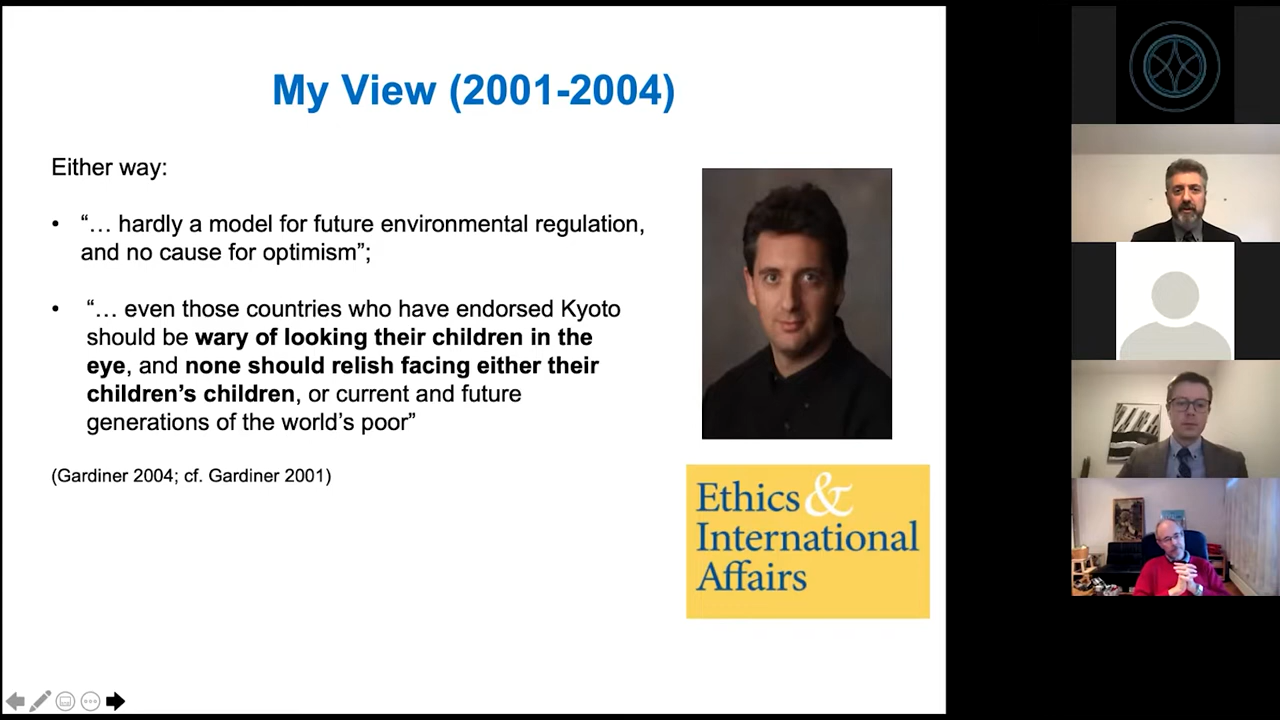 My View (2001-2004)
Either way:
• “… hardly a model for future environmental regulation,
and no cause for optimism”;
• “… even those countries who have endorsed Kyoto
should be wary of looking their children in the
eye, and none should relish facing either their
children’s children, or current and future
generations of the world’s poor”
(Gardiner 2004; cf. Gardiner 2001)
Ethics &
International
Affairs